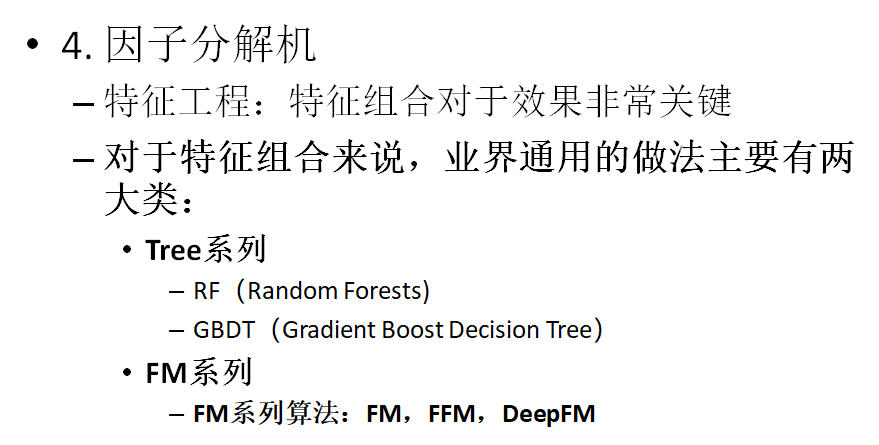 • 4. 因子分解机
– 特征工程：特征组合对于效果非常关键
– 对于特征组合来说，业界通用的做法主要有两
大类：
• Tree系列
– RF（Random Forests)
– GBDT（Gradient Boost Decision Tree）
• FM系列
– FM系列算法：FM，FFM，DeepFM